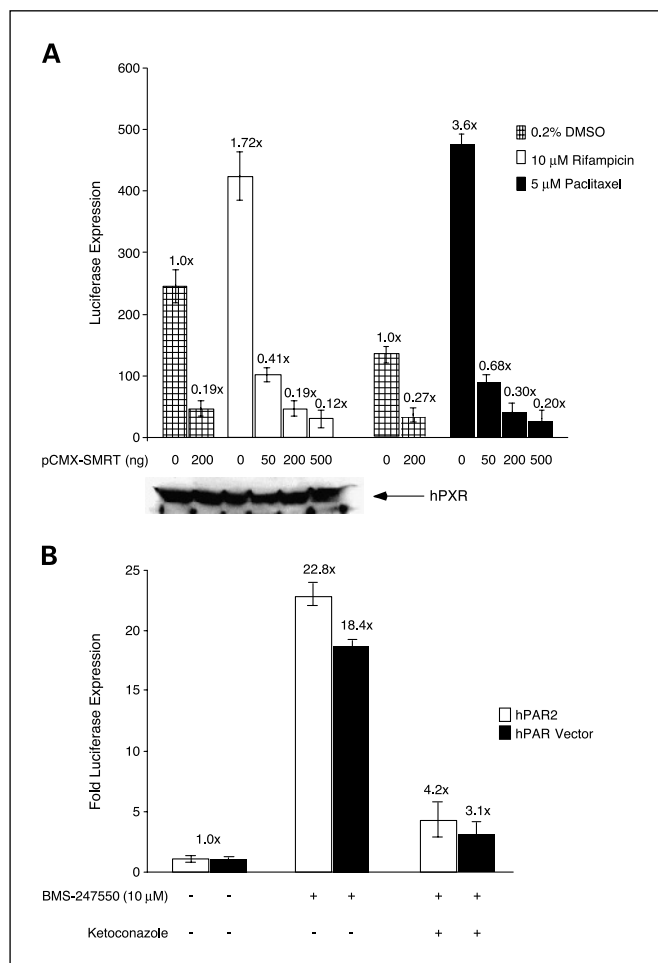 A
600
500
400
300
200
100
0
Luciferase Expression
1.0x
0.19x
1.72x
0.41x
0.19x
0.12x
1.0x
0.27x
3.6x
0.68x
0.30x
0.20x
0.2% DMSO
10 µM Rifampicin
5 µM Paclitaxel
pCMX-SMRT (ng) 0 200 0 50 200 500 0 200 0 50 200 500
hPXR
B
25
20
15
10
5
0
Fold Luciferase Expression
1.0x
22.8x
18.4x
4.2x
3.1x
hPAR2
hPAR Vector
BMS-247550 (10 µM) - - + + + +
Ketoconazole - - - - + +